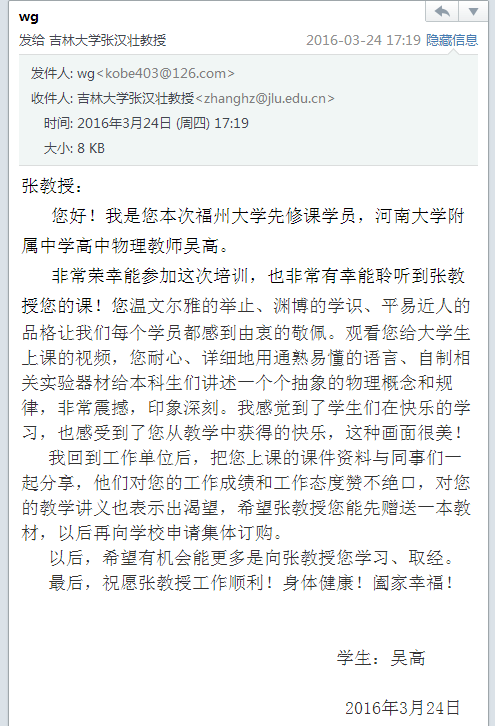 wg
发给 吉林大学张汉壮教授 2016-03-24 17:19 隐藏信息
发件人: wg<kobe403@126.com>
收件人: 吉林大学张汉壮教授<zhanghz@jlu.edu.cn>
时间: 2016年3月24日 (周四) 17:19
大小: 8 KB
张教授：
您好！我是您本次福州大学先修课学员，河南大学附
属中学高中物理教师吴高。
非常荣幸能参加这次培训，也非常有幸能聆听到张教
授您的课！您温文尔雅的举止、渊博的学识、平易近人的
品格让我们每个学员都感到由衷的敬佩。观看您给大学生
上课的视频，您耐心、详细地用通熟易懂的语言、自制相
关实验器材给本科生们讲述一个个抽象的物理概念和规
律，非常震撼，印象深刻。我感觉到了学生们在快乐的学
习，也感受到了您从教学中获得的快乐，这种画面很美！
我回到工作单位后，把您上课的课件资料与同事们一
起分享，他们对您的工作成绩和工作态度赞不绝口，对您
的教学讲义也表示出渴望，希望张教授您能先赠送一本教
材，以后再向学校申请集体订购。
以后，希望有机会能更多是向张教授您学习、取经。
最后，祝愿张教授工作顺利！身体健康！阖家幸福！
学生：吴高
2016年3月24日